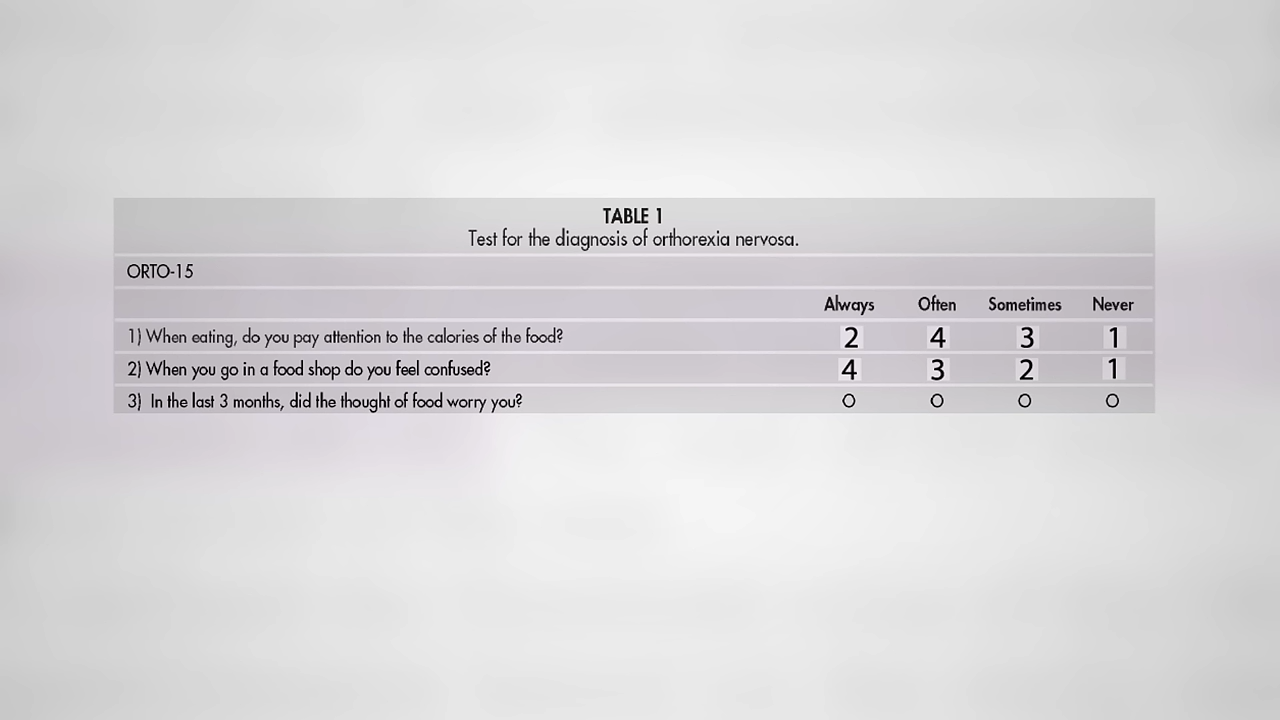 TABLE 1
Test for the diagnosis of orthorexia nervosa.
ORTO-15
Always Often Sometimes Never
1) When eating, do you pay attention to the calories of the food? 2 4 3 1
2) When you go in a food shop do you feel confused? 4 3 2 1
3) In the last 3 months, did the thought of food worry you? O O O O